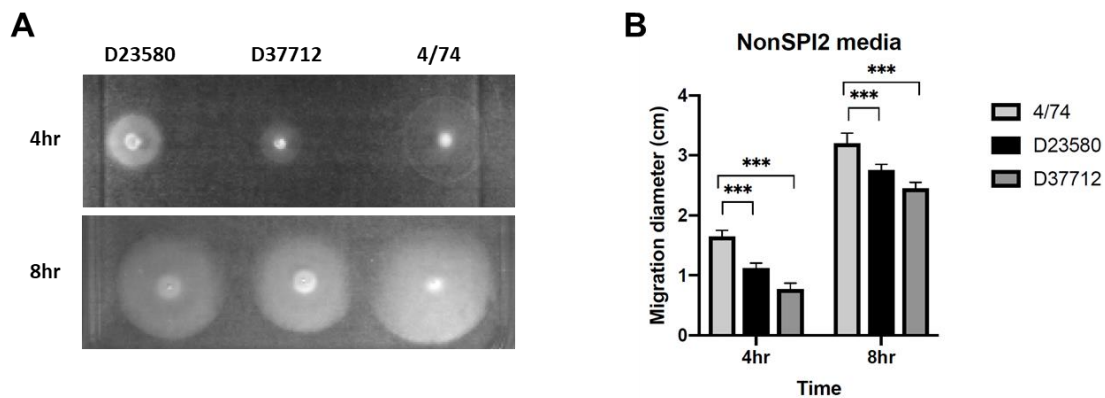 A
D23580 D37712 4/74
4hr
8hr
B
NonSPI2 media
Migration diameter (cm)
4
3
2
1
0
***
***
***
***
4hr 8hr
Time
4/74
D23580
D37712